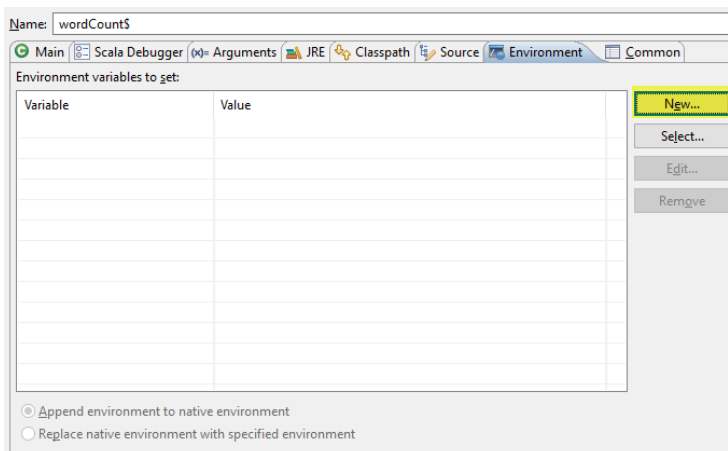 Name: wordCount$
Main Scala Debugger (x)= Arguments JRE Classpath Source Environment Common
Environment variables to set:
Variable Value
New...
Select...
Edit...
Remove
Append environment to native environment
Replace native environment with specified environment